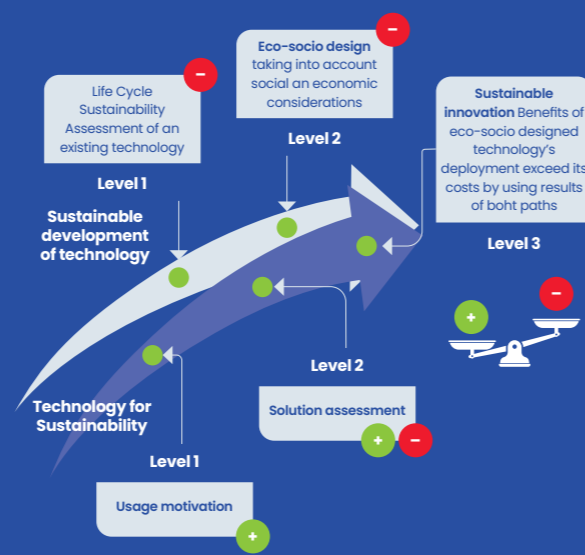 Life Cycle
Sustainability
Assessment of an
existing technology
Level 1
Eco-socio design
taking into account
social an economic
considerations
Level 2
Sustainable
innovation Benefits of
eco-socio designed
technology's
deployment exceed its
costs by using results
of boht paths
Level 3
Sustainable
development
of technology
Technology for
Sustainability
Level 1
Usage motivation
+
Level 2
Solution assessment
+ −
−
−
+ −